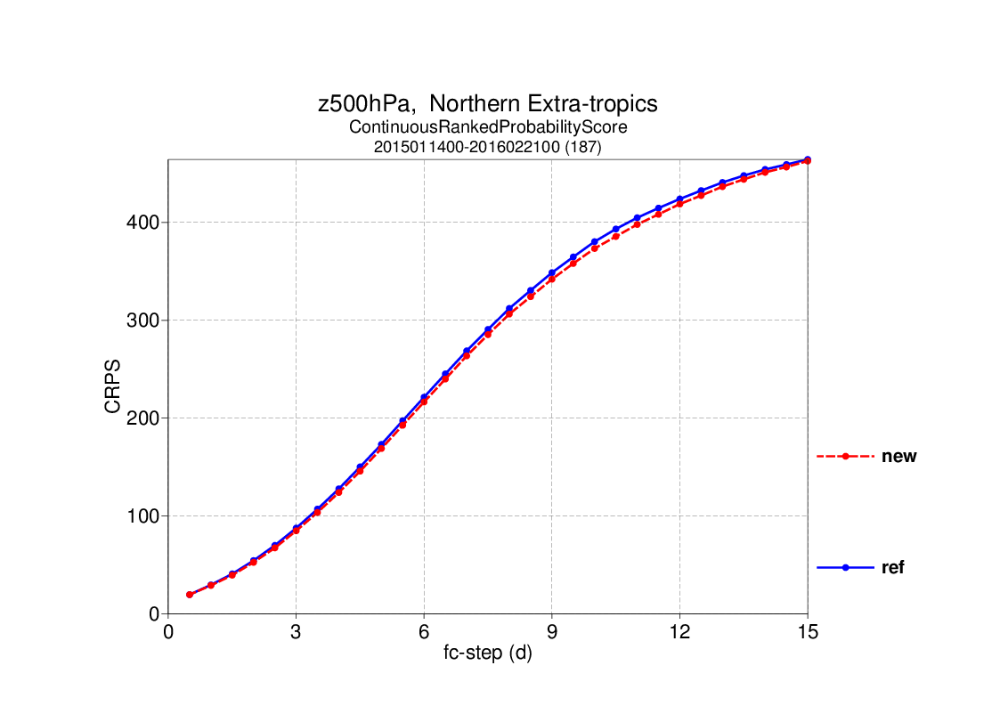 z500hPa, Northern Extra-tropics
ContinuousRankedProbabilityScore
2015011400-2016022100 (187)
400
300
200
100
0
CRPS
0 3 6 9 12 15
fc-step (d)
new
ref